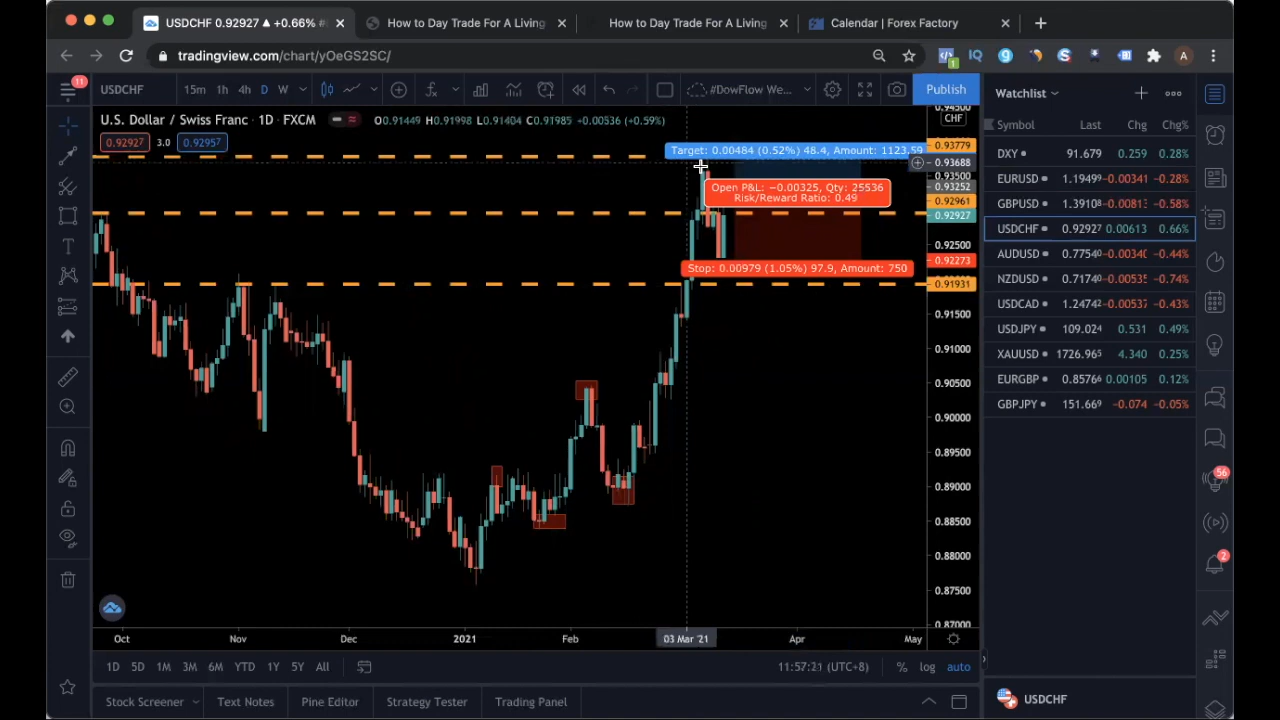 USDCHF 0.92927 ▲ +0.66%
How to Day Trade For A Living
How to Day Trade For A Living
Calendar | Forex Factory
tradingview.com/chart/yOeGS2SC/
1
A
11
USDCHF
15m 1h 4h D W
#DowFlow We...
Publish
Watchlist
U.S. Dollar / Swiss Franc 1D FXCM
O0.91449 H0.91998 L0.91404 C0.91985 +0.00536 (+0.59%)
0.92927 3.0 0.92957
Target: 0.00484 (0.52%) 48.4, Amount: 1123.59
Open P&L: −0.00325, Qty: 25536
Risk/Reward Ratio: 0.49
Stop: 0.00979 (1.05%) 97.9, Amount: 750
0.94500
CHF
0.93779
0.93688
0.93500
0.93252
0.92961
0.92927
0.92500
0.92273
0.91931
0.91500
0.91000
0.90500
0.90000
0.89500
0.89000
0.88500
0.88000
0.87500
0.87000
Oct Nov Dec 2021 Feb 03 Mar '21 Apr May
1D 5D 1M 3M 6M YTD 1Y 5Y All
11:57:21 (UTC+8) % log auto
Stock Screener Text Notes Pine Editor Strategy Tester Trading Panel
Symbol Last Chg Chg%
DXY 91.679 0.259 0.28%
EURUSD 1.19499 −0.00341 −0.28%
GBPUSD 1.39108 −0.00813 −0.58%
USDCHF 0.92927 0.00613 0.66%
AUDUSD 0.77540 −0.00340 −0.44%
NZDUSD 0.71740 −0.00535 −0.74%
USDCAD 1.24742 −0.00537 −0.43%
USDJPY 109.024 0.531 0.49%
XAUUSD 1726.965 4.340 0.25%
EURGBP 0.85766 0.00105 0.12%
GBPJPY 151.669 −0.074 −0.05%
56
2
USDCHF